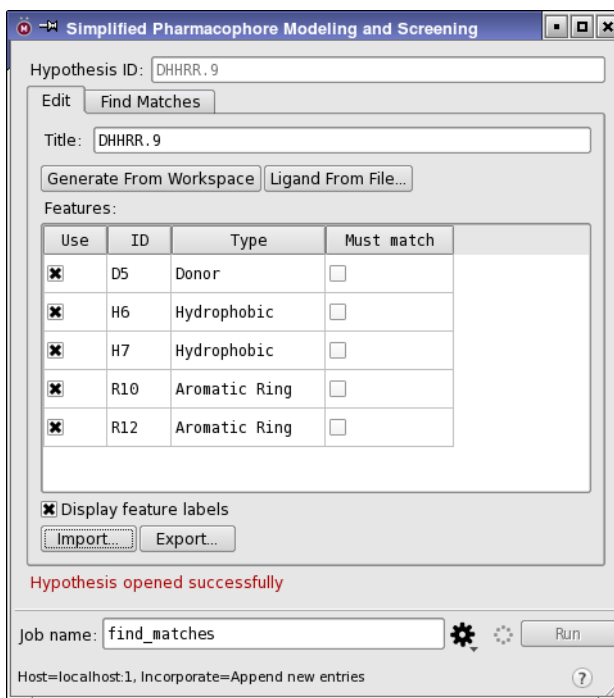 Simplified Pharmacophore Modeling and Screening
Hypothesis ID: DHHRR.9
Edit Find Matches
Title: DHHRR.9
Generate From Workspace Ligand From File...
Features:
Use ID Type Must match
D5 Donor
H6 Hydrophobic
H7 Hydrophobic
R10 Aromatic Ring
R12 Aromatic Ring
Display feature labels
Import... Export...
Hypothesis opened successfully
Job name: find_matches Run
Host=localhost:1, Incorporate=Append new entries ?